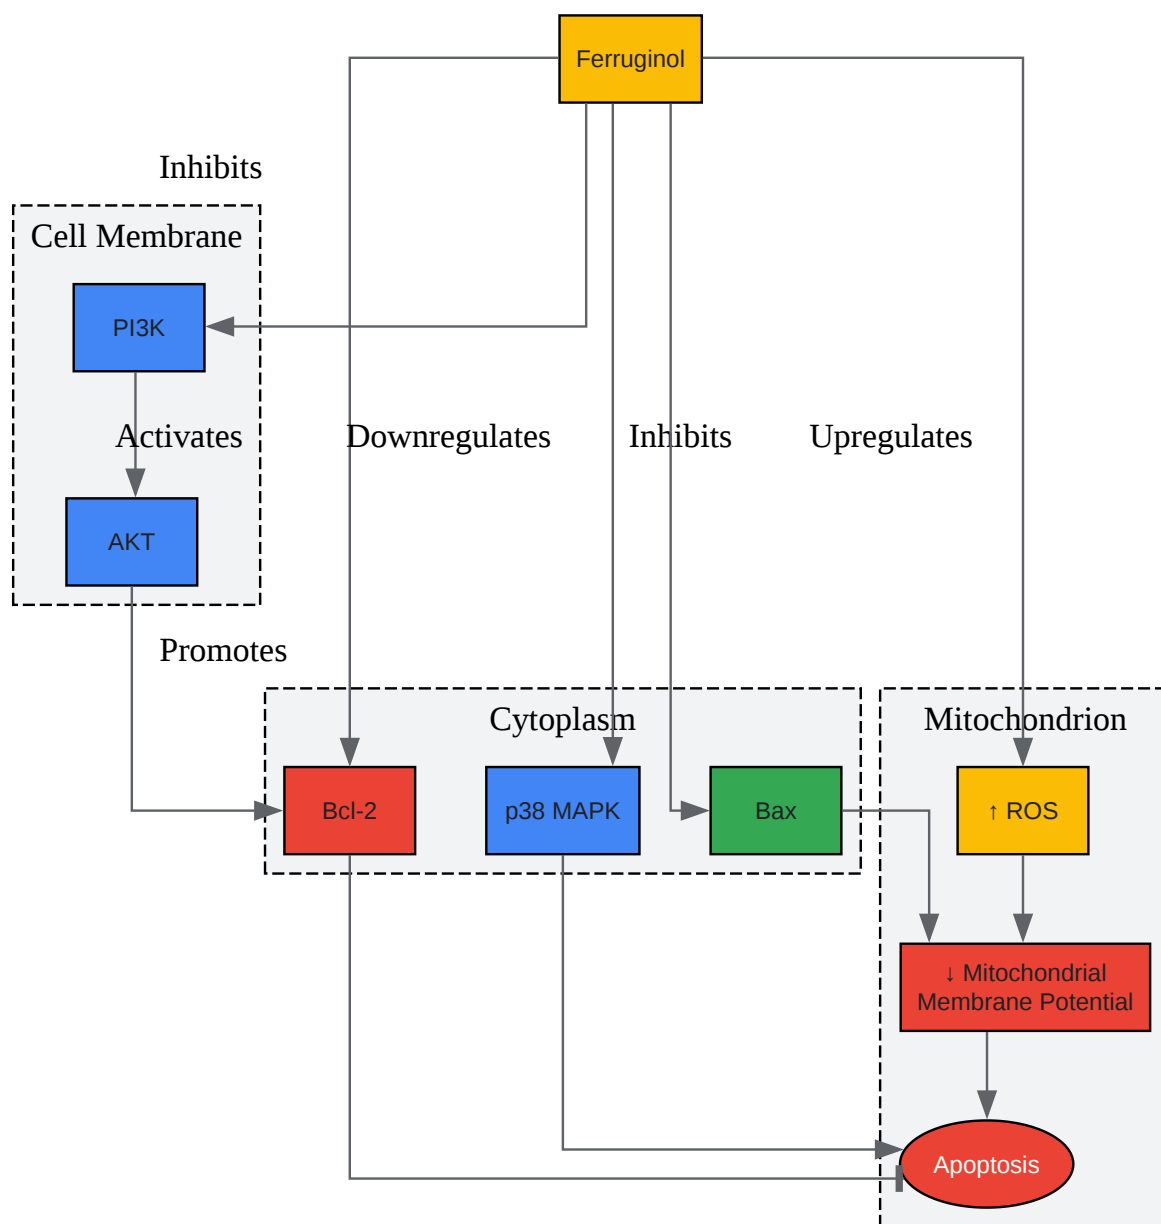 Ferruginol
Inhibits
Cell Membrane
PI3K
Activates
Downregulates
Inhibits
Upregulates
AKT
Promotes
Cytoplasm
Mitochondrion
Bcl-2
p38 MAPK
Bax
↑ ROS
↓ Mitochondrial
Membrane Potential
Apoptosis